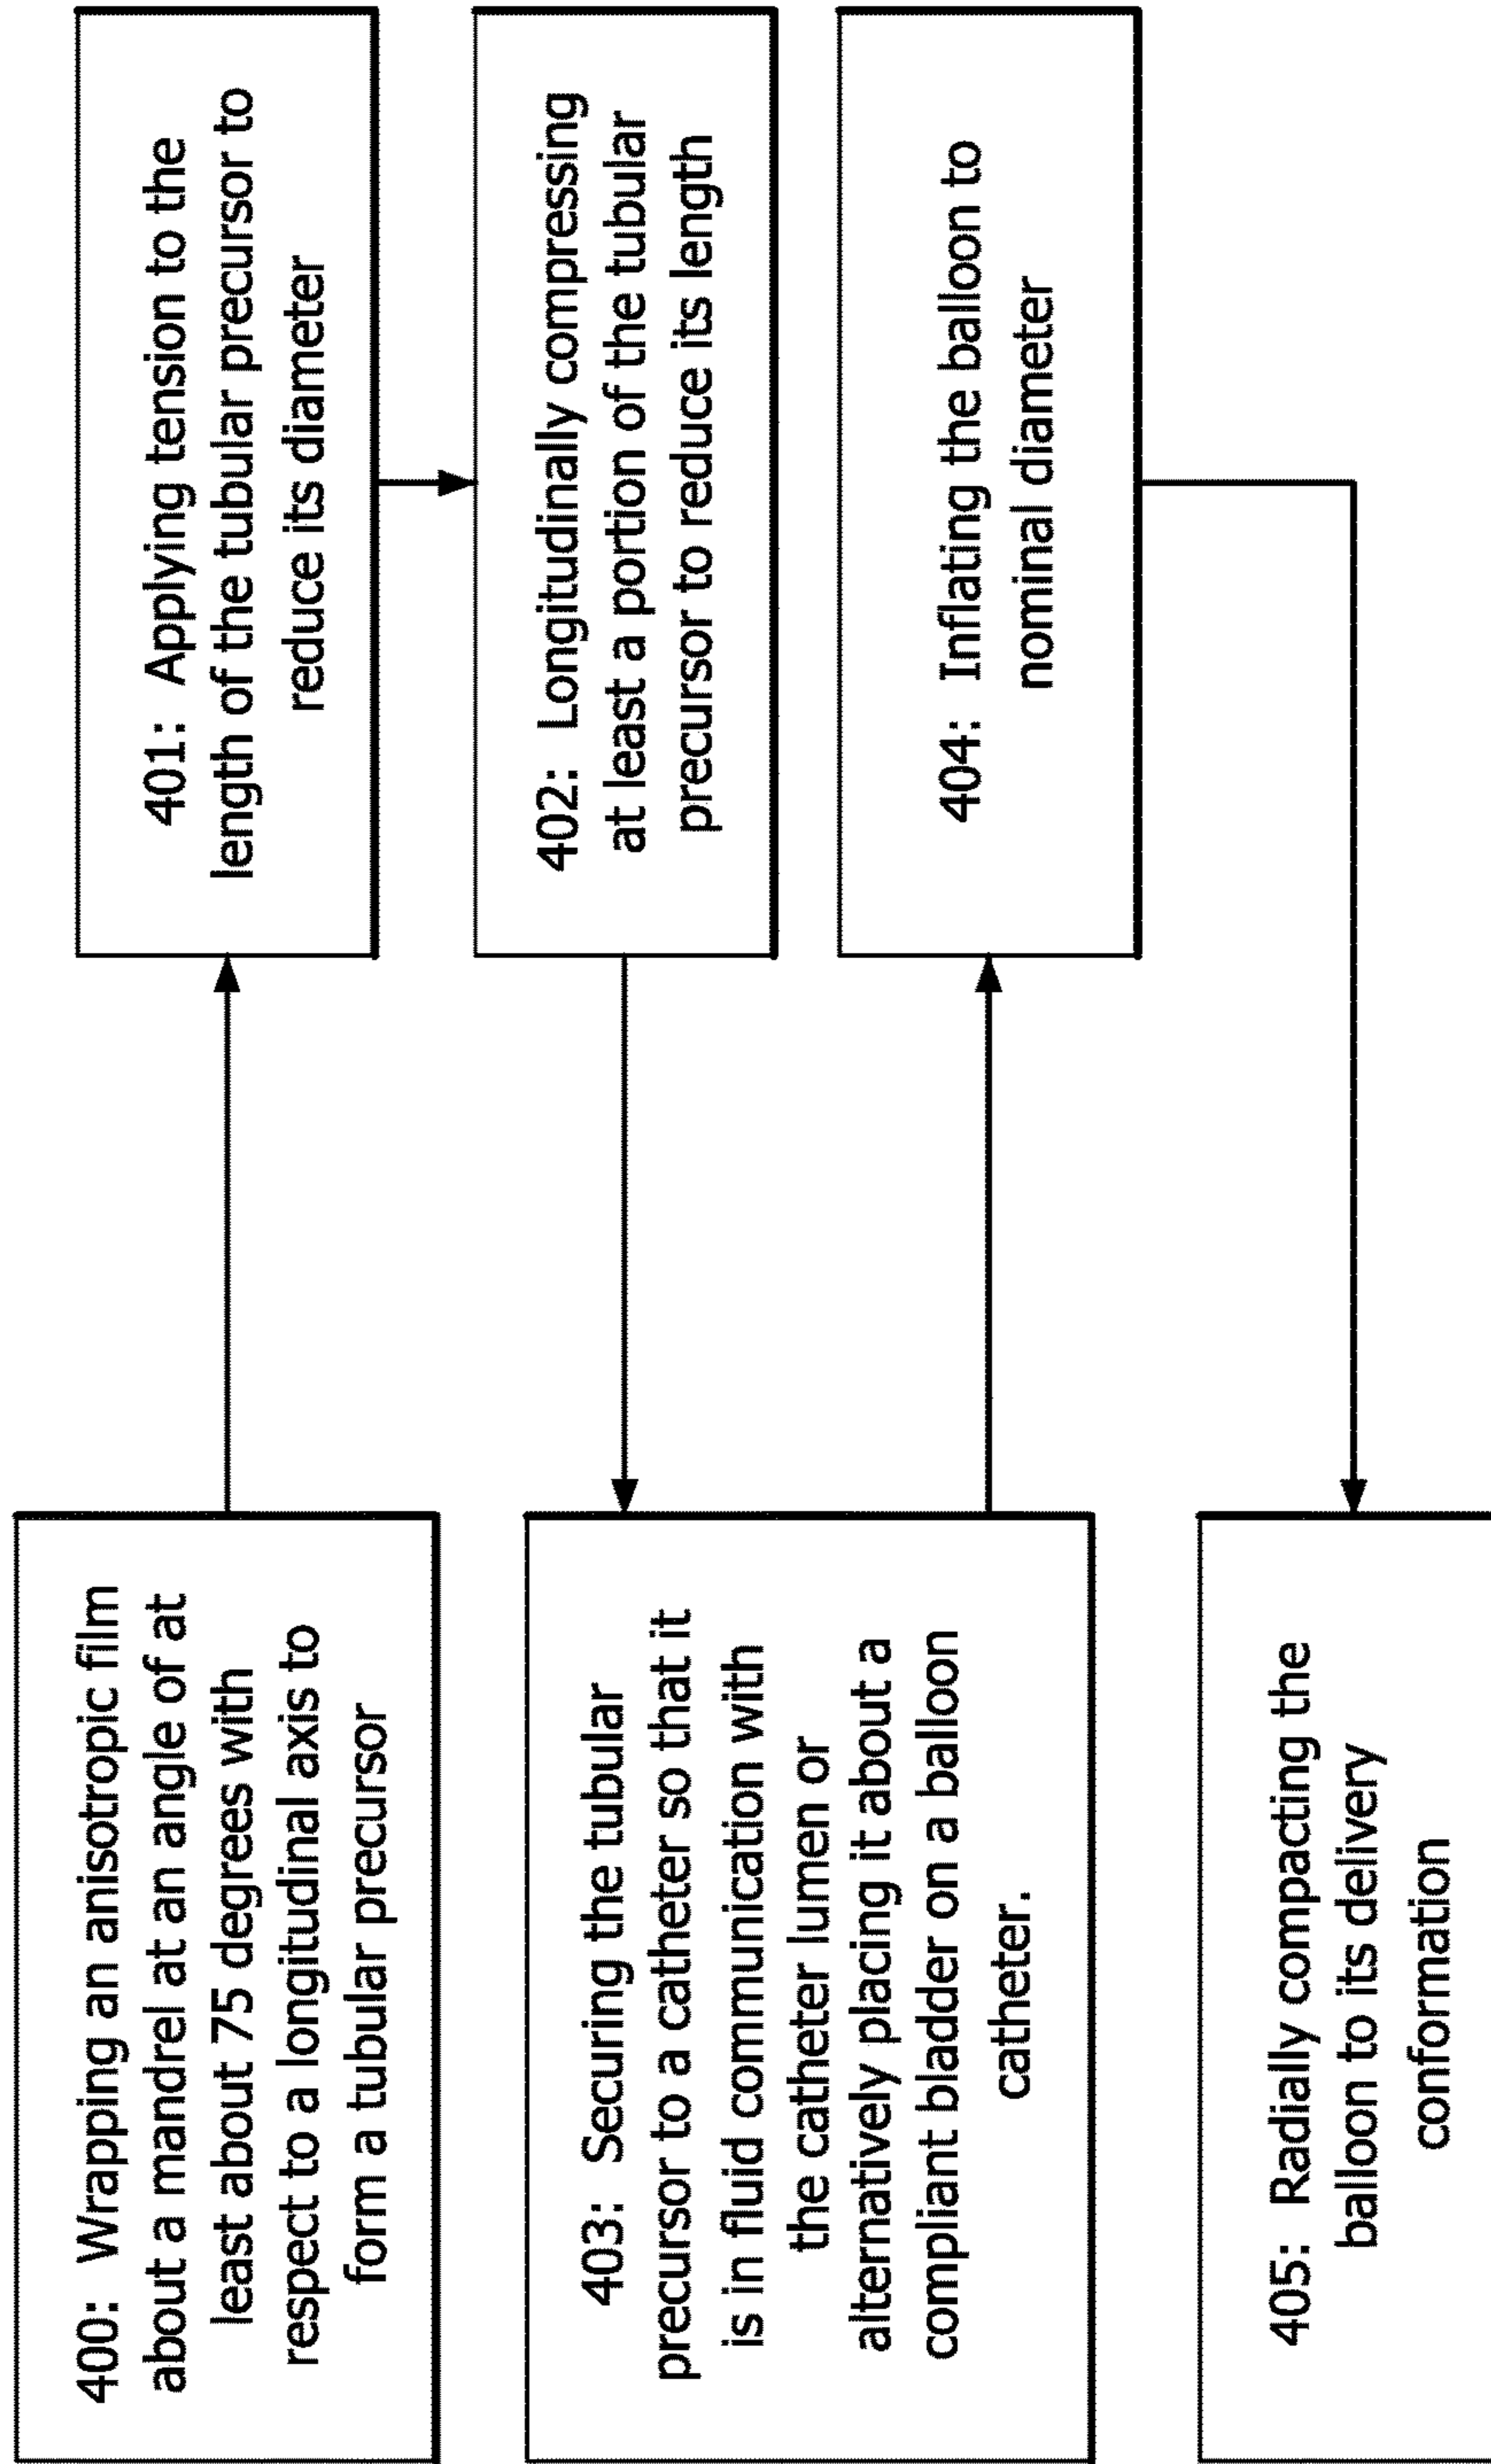 400: Wrapping an anisotropic film
about a mandrel at an angle of at
least about 75 degrees with
respect to a longitudinal axis to
form a tubular precursor
401: Applying tension to the
length of the tubular precursor to
reduce its diameter
402: Longitudinally compressing
at least a portion of the tubular
precursor to reduce its length
403: Securing the tubular
precursor to a catheter so that it
is in fluid communication with
the catheter lumen or
alternatively placing it about a
compliant bladder on a balloon
catheter.
404: Inflating the balloon to
nominal diameter
405: Radially compacting the
balloon to its delivery
conformation